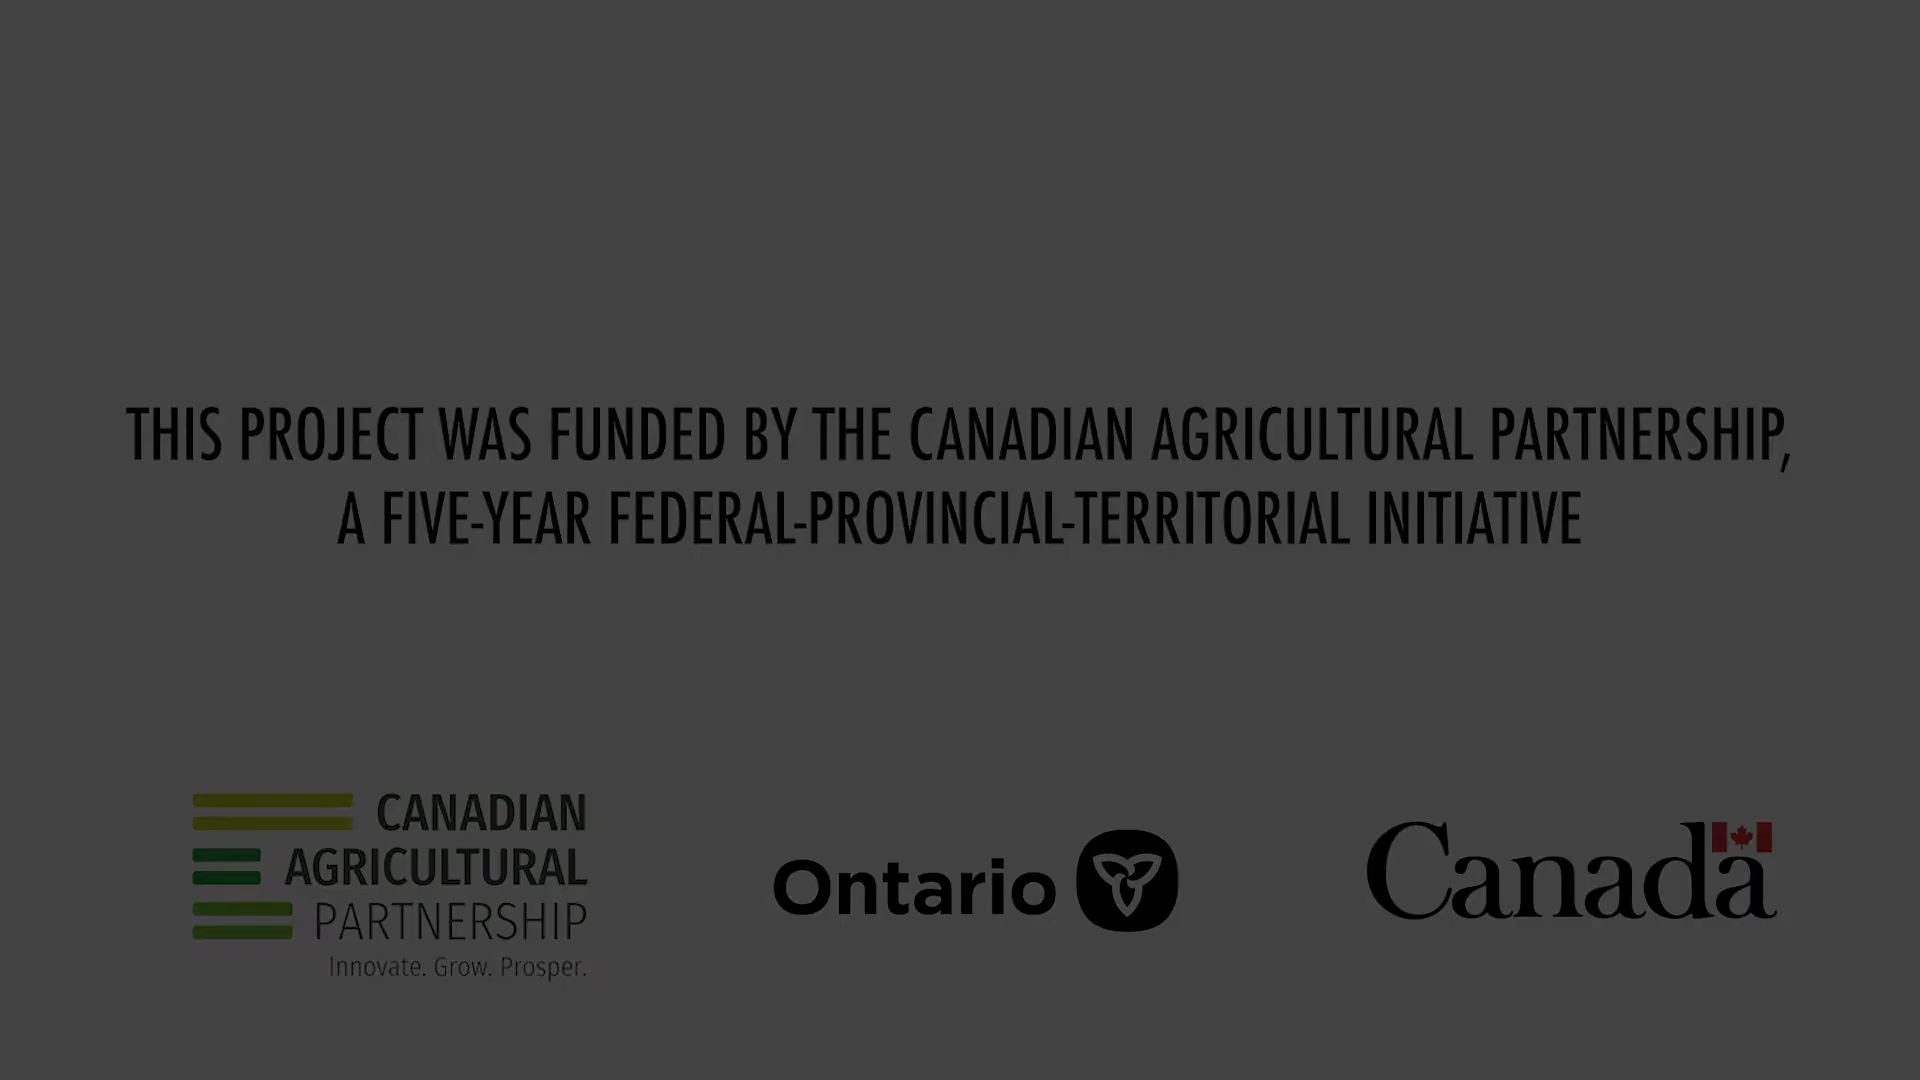 THIS PROJECT WAS FUNDED BY THE CANADIAN AGRICULTURAL PARTNERSHIP,
A FIVE-YEAR FEDERAL-PROVINCIAL-TERRITORIAL INITIATIVE
CANADIAN
AGRICULTURAL
PARTNERSHIP
Innovate. Grow. Prosper.
Ontario
Canada